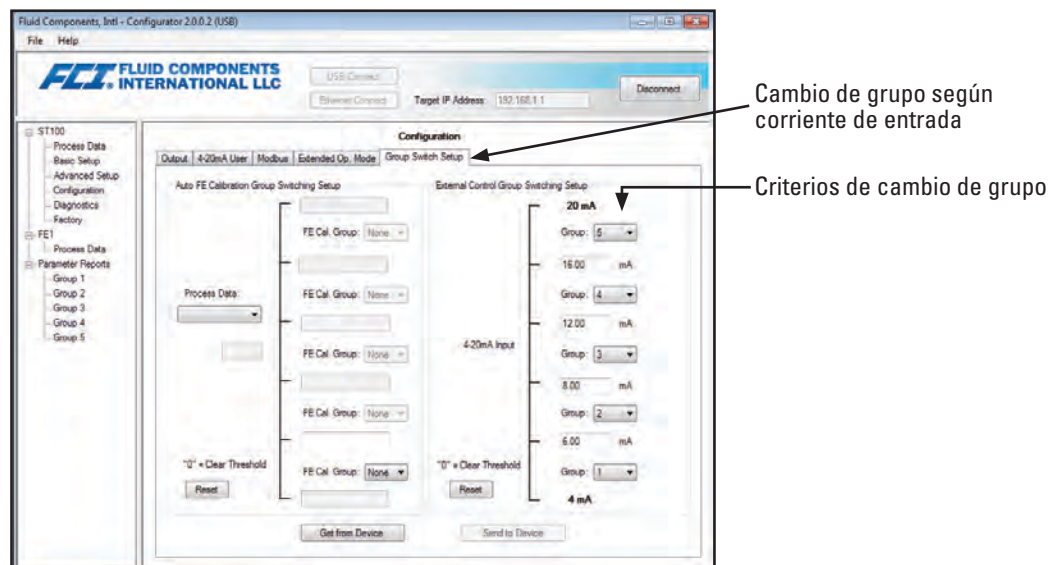 Fluid Components, Intl - Configurator 2.0.0.2 (USB)
File Help
FCI. FLUID COMPONENTS
INTERNATIONAL LLC
USB Connect
Ethernet Connect
Target IP Address: 192.168.1.1
Disconnect
ST100
Process Data
Basic Setup
Advanced Setup
Configuration
Diagnostics
Factory
FE1
Process Data
Parameter Reports
Group 1
Group 2
Group 3
Group 4
Group 5
Configuration
Output 4-20mA User Modbus Extended Op. Mode Group Switch Setup
Auto FE Calibration Group Switching Setup
FE Cal. Group: None
FE Cal. Group: None
Process Data:
FE Cal. Group: None
FE Cal. Group: None
"0" = Clear Threshold
FE Cal. Group: None
Reset
External Control Group Switching Setup
20 mA
Group: 5
16.00 mA
Group: 4
12.00 mA
4-20mA Input
Group: 3
8.00 mA
Group: 2
6.00 mA
"0" = Clear Threshold
Group: 1
Reset
4 mA
Get from Device
Send to Device
Cambio de grupo según
corriente de entrada
Criterios de cambio de grupo